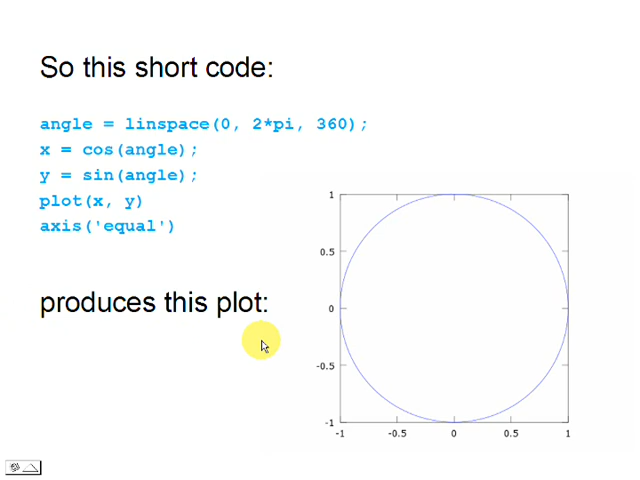 So this short code:
angle = linspace(0, 2*pi, 360);
x = cos(angle);
y = sin(angle);
plot(x, y)
axis('equal')
produces this plot:
1
0.5
0
-0.5
-1
-1 -0.5 0 0.5 1